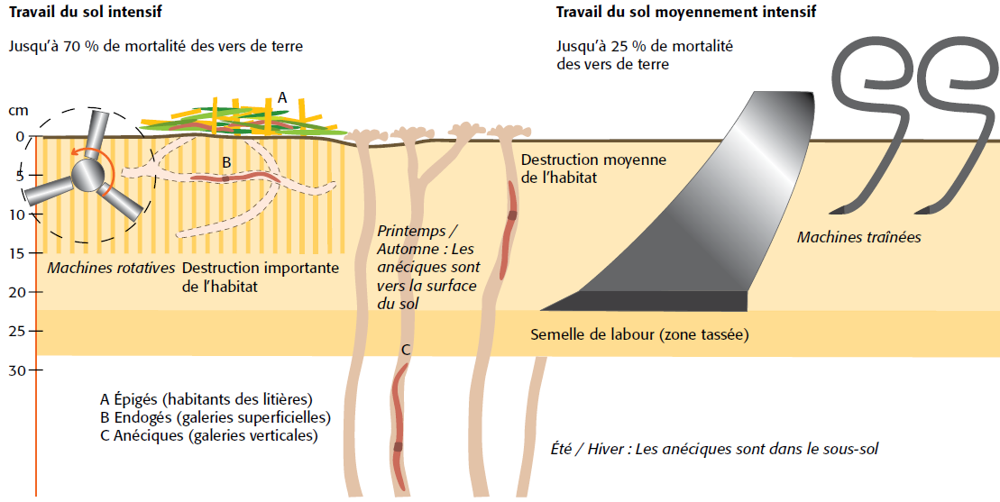 Travail du sol intensif
Jusqu'à 70 % de mortalité des vers de terre
Travail du sol moyennement intensif
Jusqu'à 25 % de mortalité
des vers de terre
cm
0
5
10
15
20
25
30
A
B
Machines rotatives
Destruction importante
de l'habitat
Printemps /
Automne : Les
anéciques sont
vers la surface
du sol
Destruction moyenne
de l'habitat
Machines traînées
Semelle de labour (zone tassée)
C
A Épigés (habitants des litières)
B Endogés (galeries superficielles)
C Anéciques (galeries verticales)
Été / Hiver : Les anéciques sont dans le sous-sol